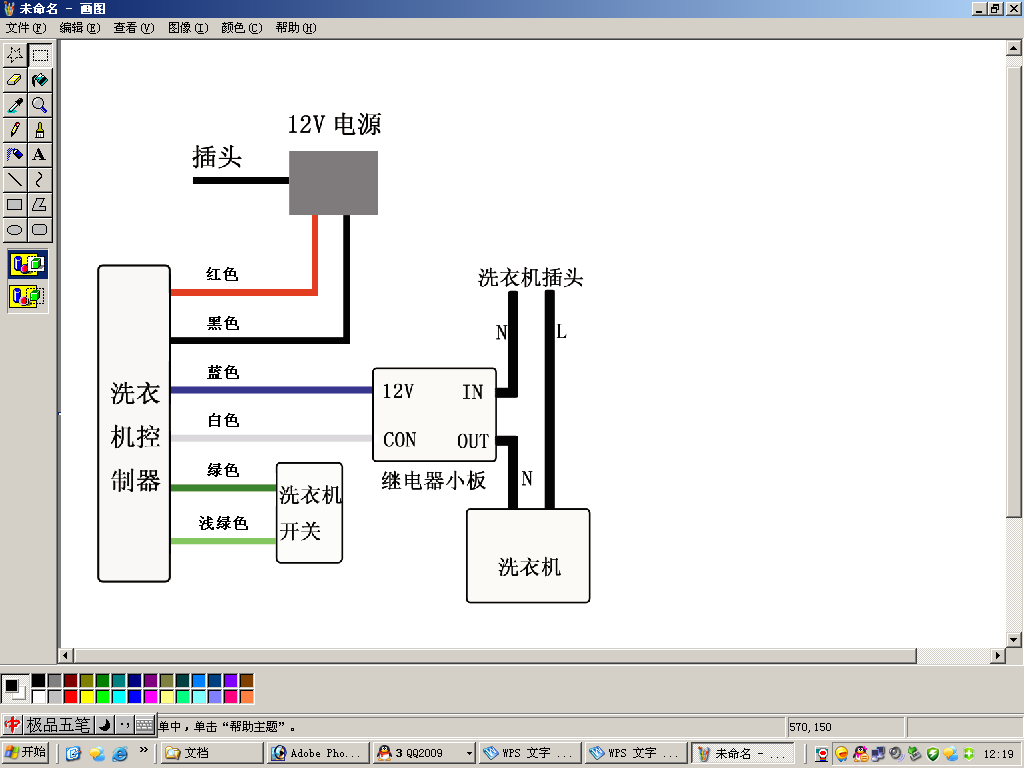 未命名 - 画图
文件(F) 编辑(E) 查看(V) 图像(I) 颜色(C) 帮助(H)
A
12V 电源
插头
红色
黑色
蓝色
白色
绿色
浅绿色
洗衣
机控
制器
洗衣机
开关
洗衣机插头
N
L
12V IN
CON OUT
继电器小板
N
洗衣机
中 极品五笔 单中，单击“帮助主题”。 570,150
开始 文档 Adobe Pho... 3 QQ2009 WPS 文字 ... WPS 文字 ... 未命名 - ... 12:19